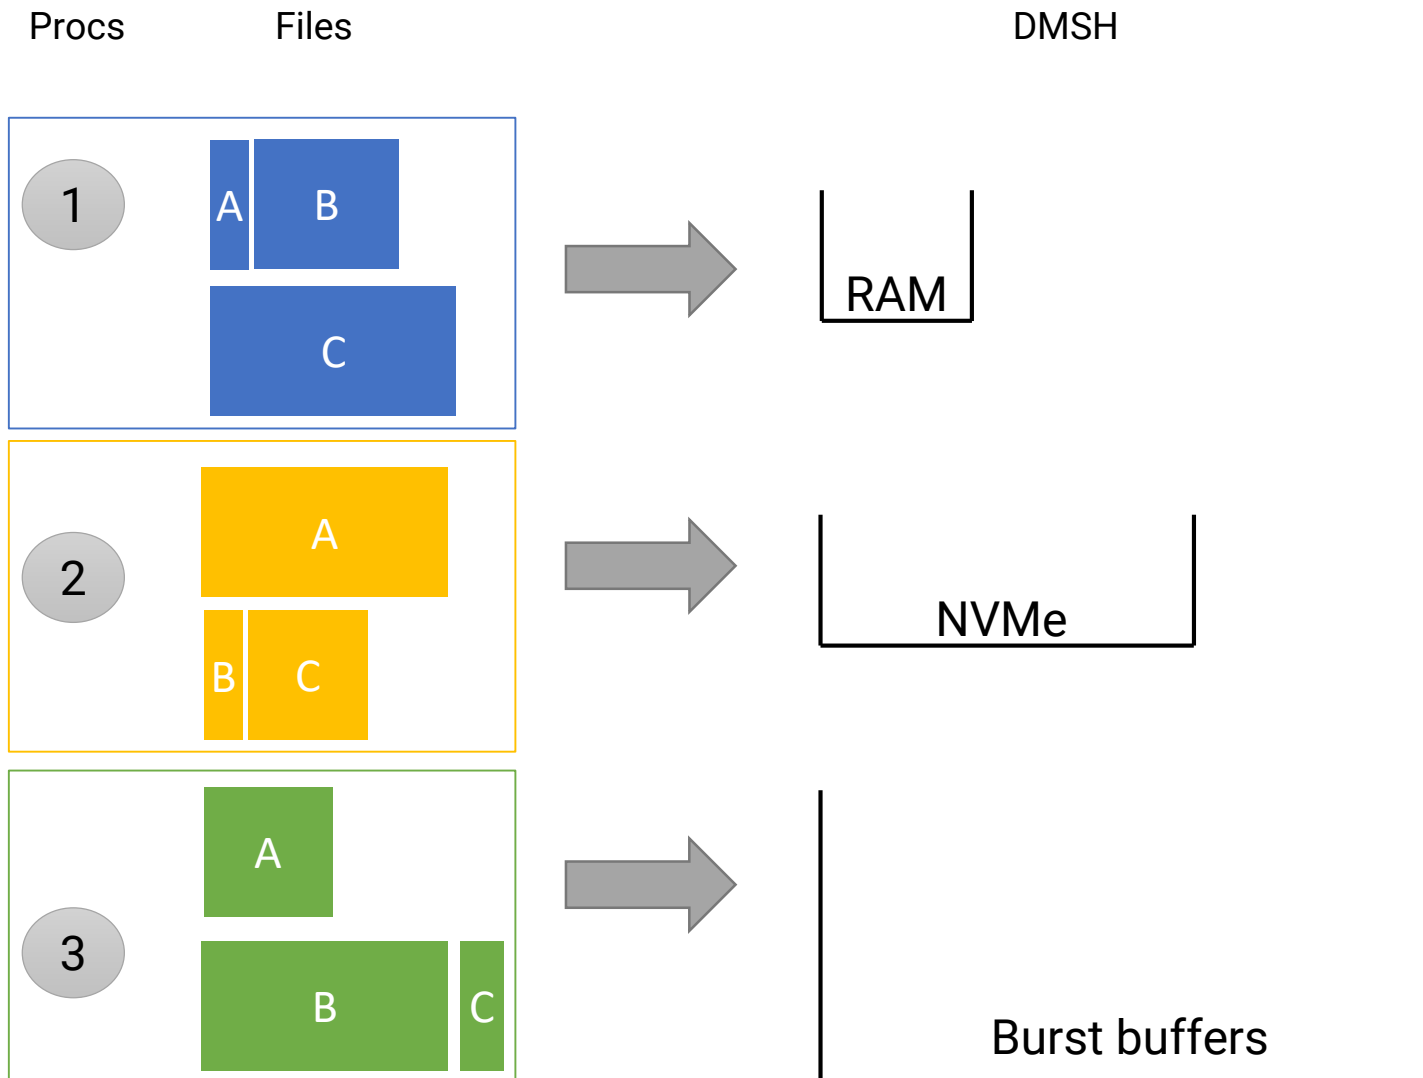 Procs Files DMSH
1 A B
C
RAM
2 A
B C
NVMe
3 A
B C
Burst buffers